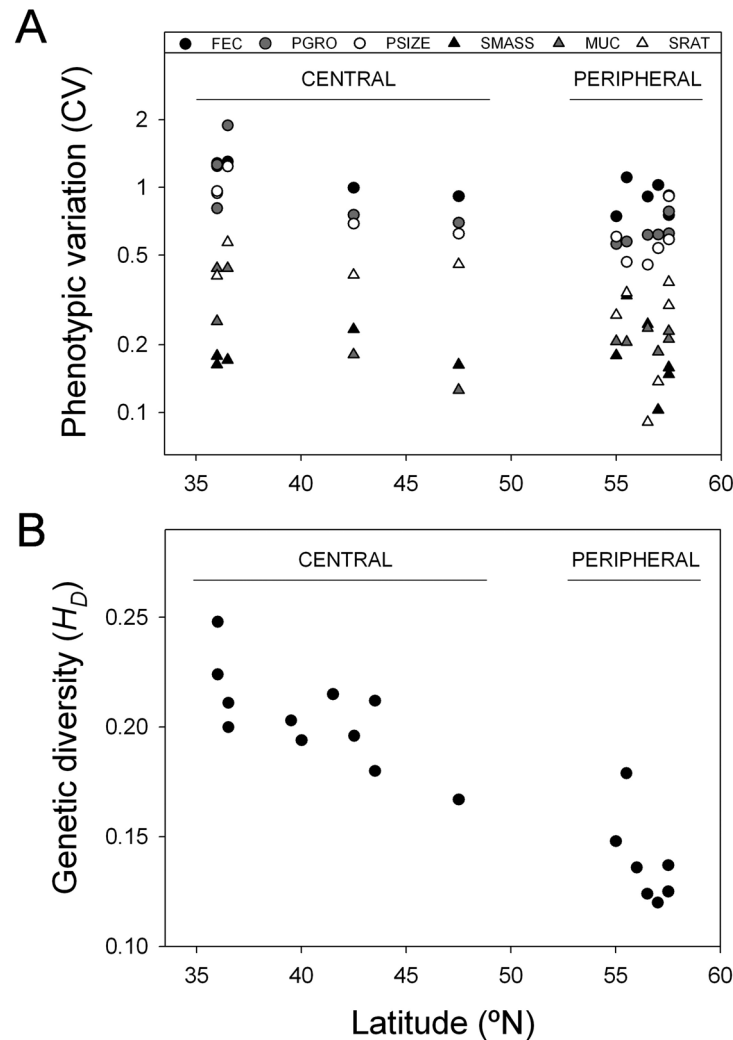 A
FEC PGRO PSIZE SMASS MUC SRAT
CENTRAL PERIPHERAL
Phenotypic variation (CV)
2
1
0.5
0.2
0.1
35 40 45 50 55 60
B
CENTRAL PERIPHERAL
Genetic diversity (H_D)
0.25
0.20
0.15
0.10
35 40 45 50 55 60
Latitude (ºN)